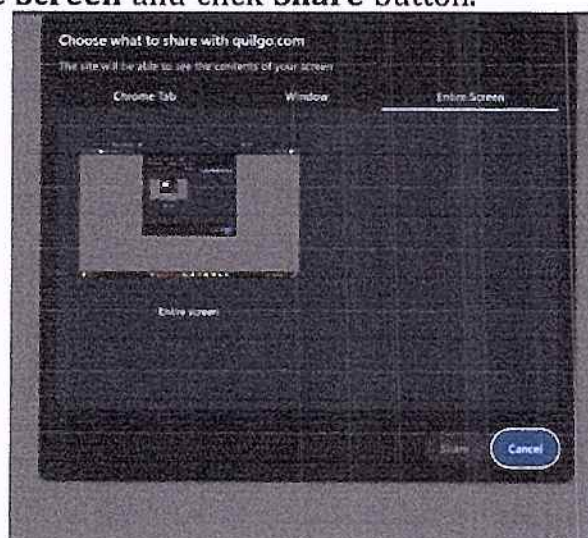 Screen and click Share button.
Choose what to share with quilgo.com
The site will be able to see the contents of your screen
Chrome Tab Window Entire Screen
Entire screen
Share Cancel